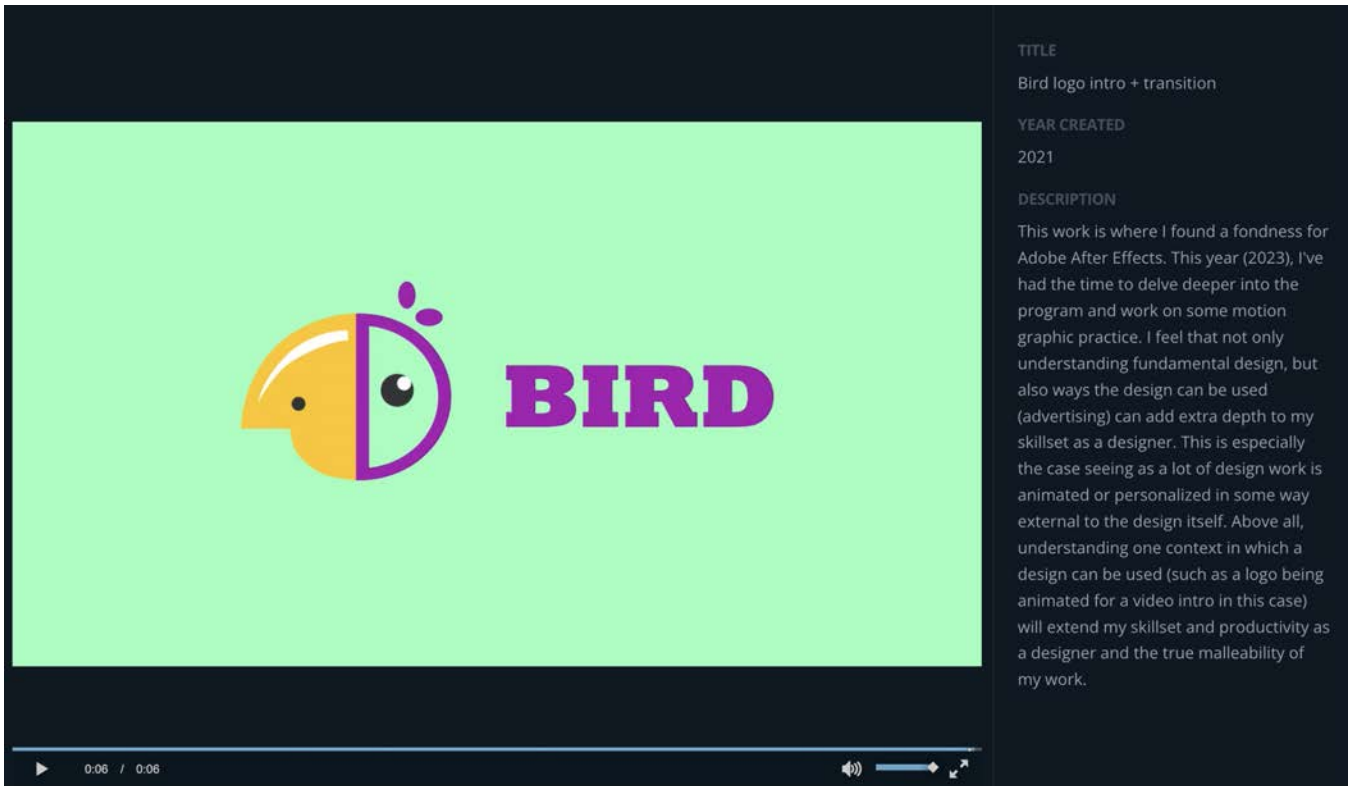 BIRD
0:06 / 0:06
TITLE
Bird logo intro + transition
YEAR CREATED
2021
DESCRIPTION
This work is where I found a fondness for
Adobe After Effects. This year (2023), I've
had the time to delve deeper into the
program and work on some motion
graphic practice. I feel that not only
understanding fundamental design, but
also ways the design can be used
(advertising) can add extra depth to my
skillset as a designer. This is especially
the case seeing as a lot of design work is
animated or personalized in some way
external to the design itself. Above all,
understanding one context in which a
design can be used (such as a logo being
animated for a video intro in this case)
will extend my skillset and productivity as
a designer and the true malleability of
my work.